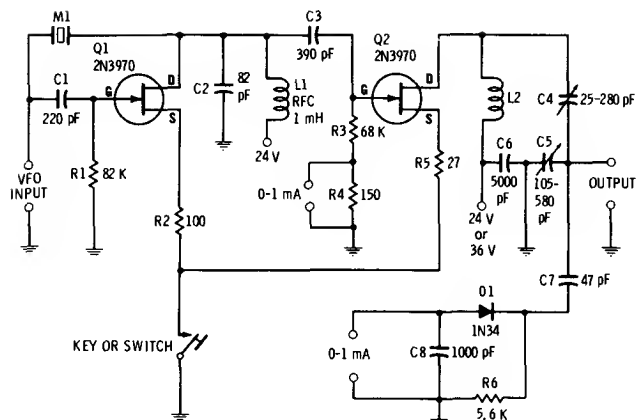 M1
Q1
2N3970
C1
220 pF
G
D
S
VFO
INPUT
R1
82 K
R2
100
C2
82
pF
L1
RFC
1 mH
24 V
C3
390 pF
Q2
2N3970
G
D
S
R3
68 K
0-1 mA
R4
150
R5
27
L2
C4
25-280 pF
C6
5000
pF
C5
105-
580
pF
24 V
or
36 V
OUTPUT
C7
47 pF
KEY OR SWITCH
0-1 mA
C8
1000 pF
D1
1N34
R6
5.6 K